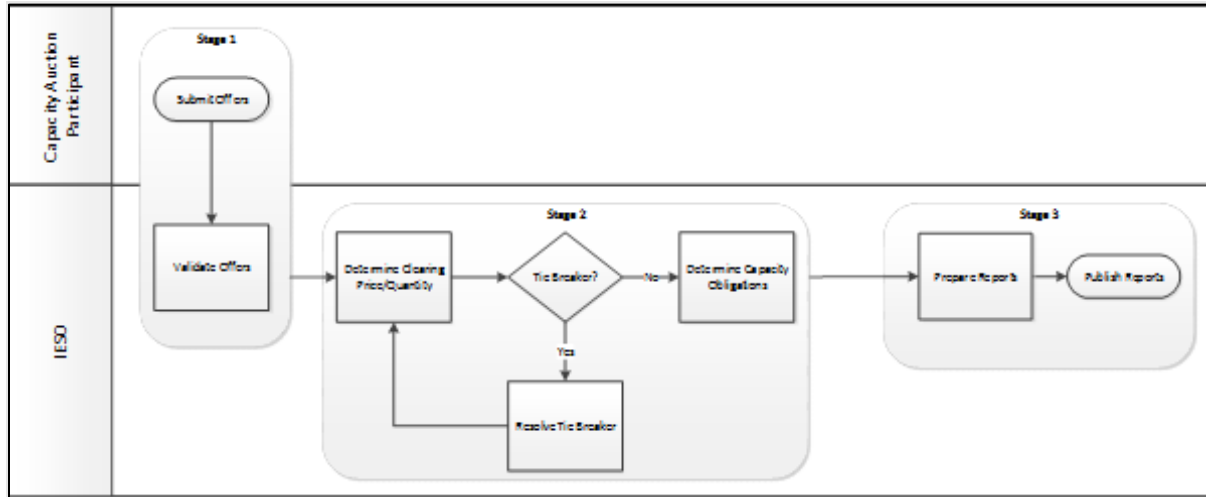 Capacity Auction
Participant
Stage 1
Submit Offers
IESO
Validate Offers
Stage 2
Determine Clearing
Price/Quantity
Tie Breaker?
No
Determine Capacity
Obligations
Yes
Resolve Tie Breaker
Stage 3
Prepare Reports
Publish Reports